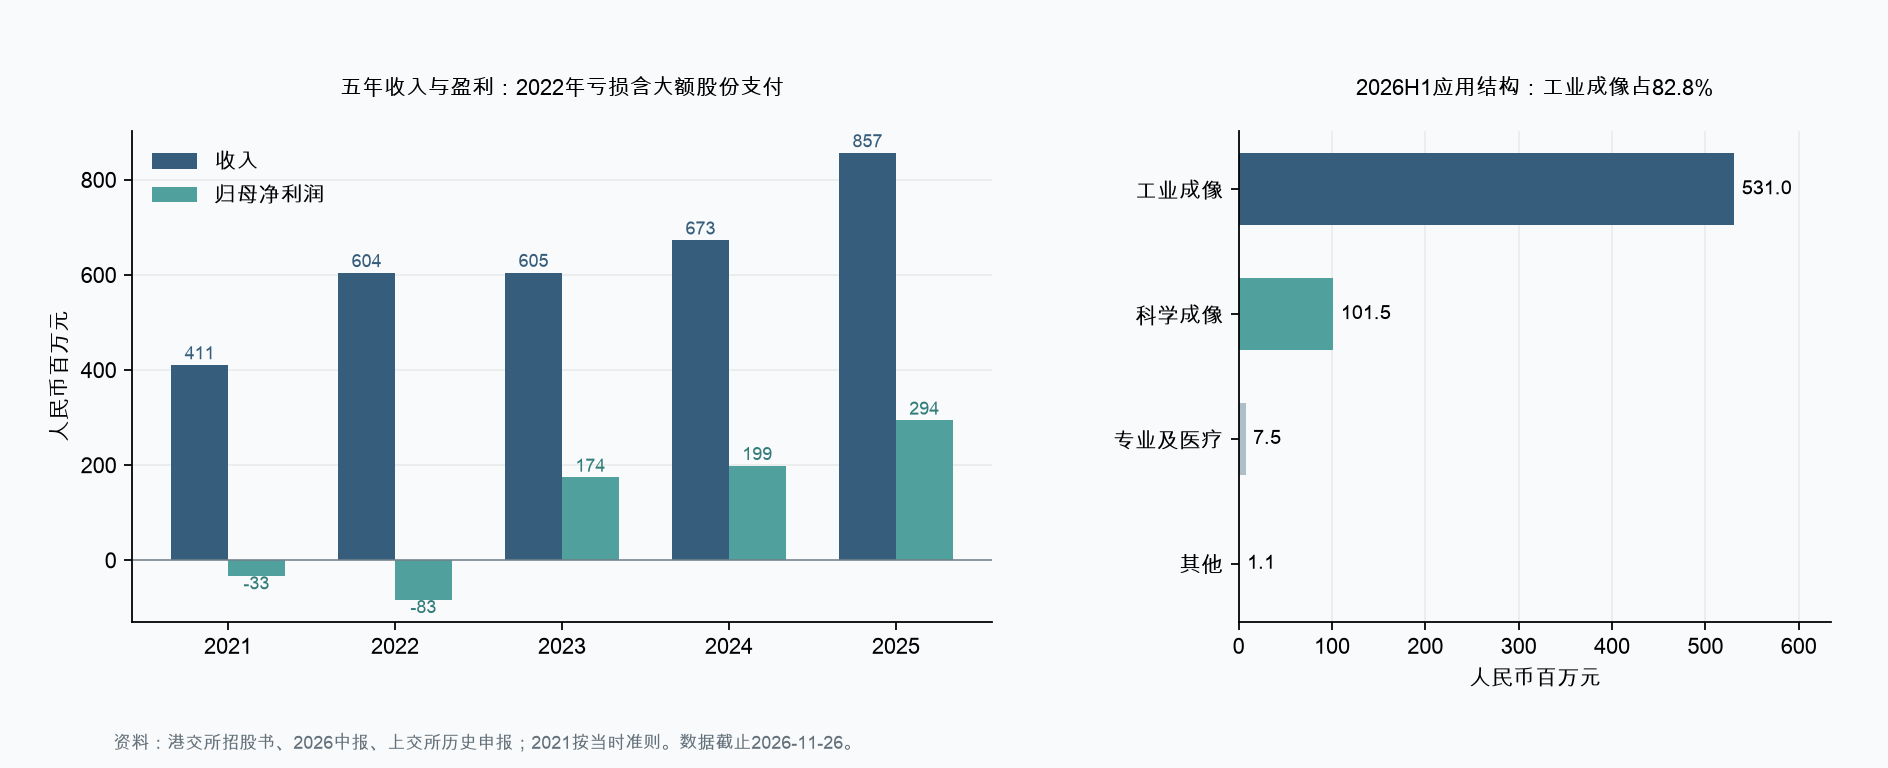 五年收入与盈利：2022年亏损含大额股份支付
收入
归母净利润
人民币百万元
800
600
400
200
0
411
604
605
673
857
-33
-83
174
199
294
2021
2022
2023
2024
2025
2026H1应用结构：工业成像占82.8%
工业成像
531.0
科学成像
101.5
专业及医疗
7.5
其他
1.1
0
100
200
300
400
500
600
人民币百万元
资料：港交所招股书、2026中报、上交所历史申报；2021按当时准则。数据截止2026-11-26。